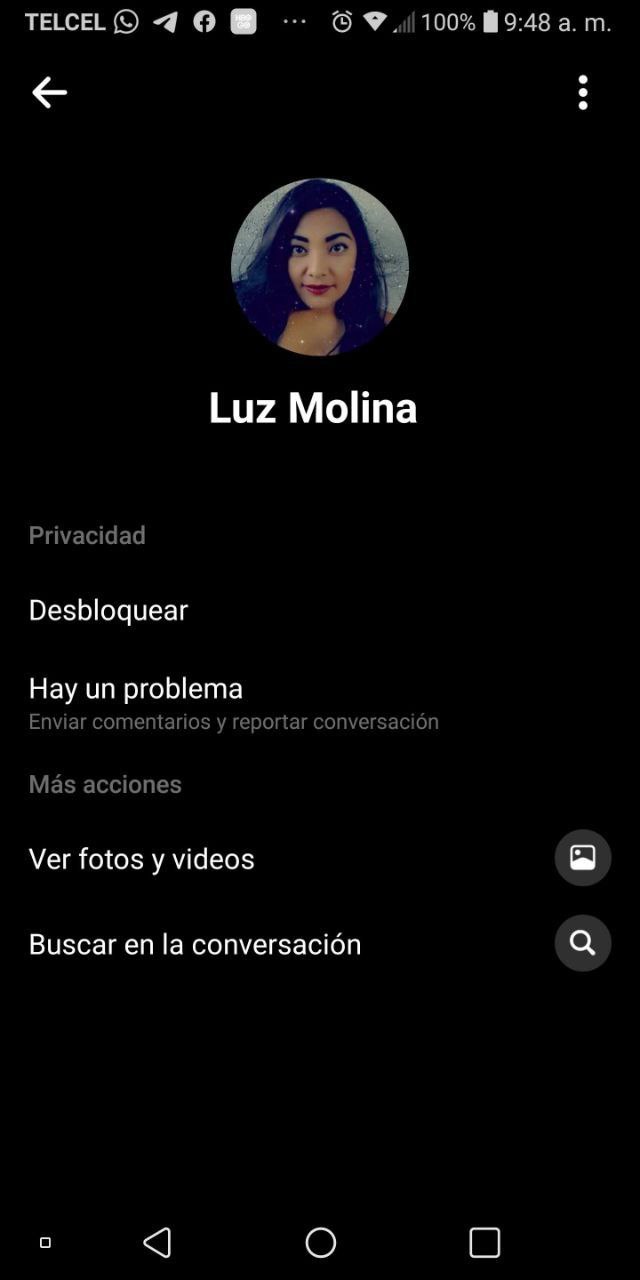 TELCEL 100% 9:48 a. m.
Luz Molina
Privacidad
Desbloquear
Hay un problema
Enviar comentarios y reportar conversación
Más acciones
Ver fotos y videos
Buscar en la conversación